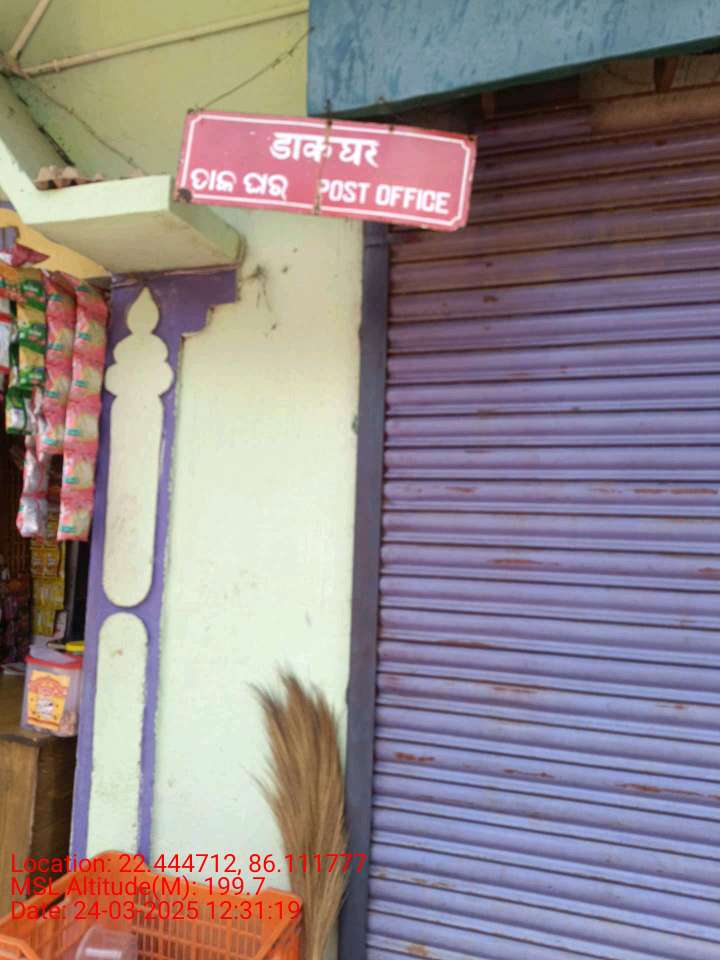 डाक घर
ଡାକ ଘର POST OFFICE
Location: 22.444712, 86.111777
MSL Altitude(M): 199.7
Date: 24-03-2025 12:31:19